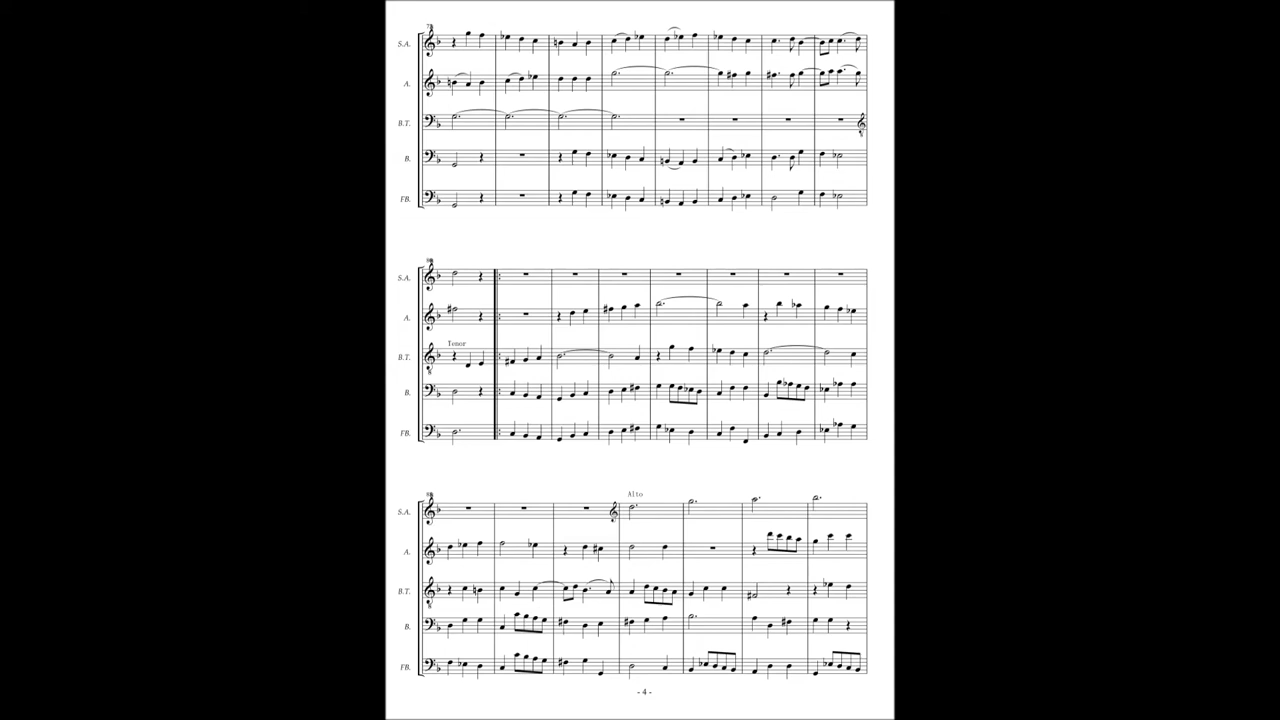 S.A.
A.
B.T.
B.
FB.
S.A.
A.
Tenor
B.T.
B.
FB.
Alto
S.A.
A.
B.T.
B.
FB.
- 4 -